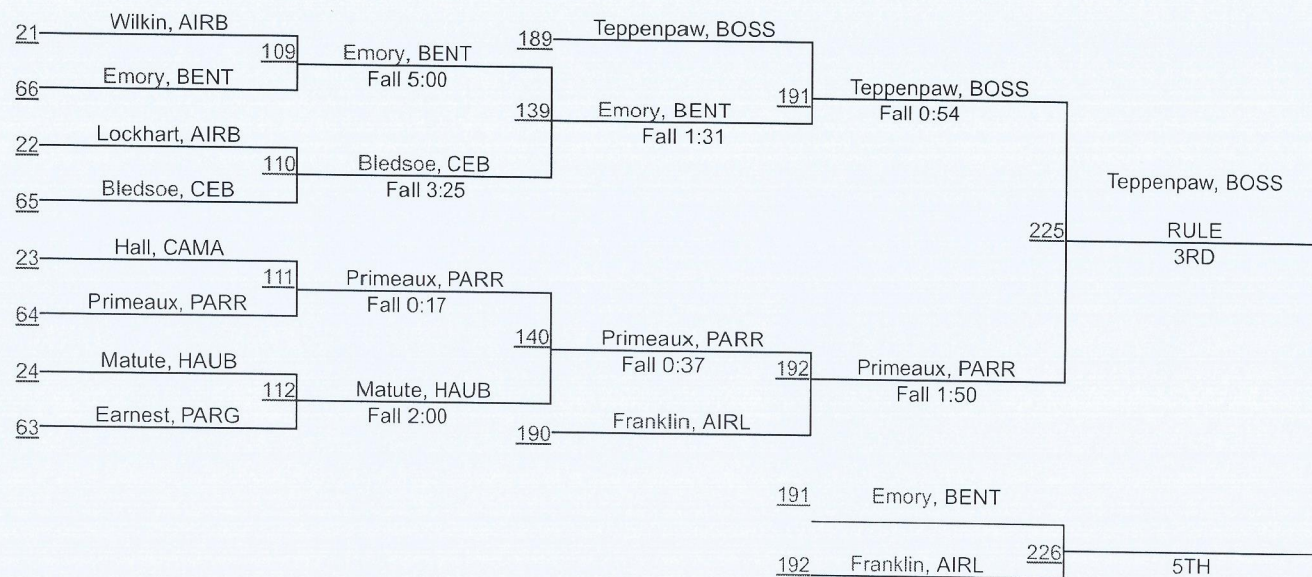 21 Wilkin, AIRB
109
66 Emory, BENT
Emory, BENT
Fall 5:00
22 Lockhart, AIRB
110
65 Bledsoe, CEB
Bledsoe, CEB
Fall 3:25
139
23 Hall, CAMA
111
64 Primeaux, PARR
Primeaux, PARR
Fall 0:17
24 Matute, HAUB
112
63 Earnest, PARG
Matute, HAUB
Fall 2:00
140
189 Teppenpaw, BOSS
Emory, BENT
Fall 1:31
191
Primeaux, PARR
Fall 0:37
192
190 Franklin, AIRL
Teppenpaw, BOSS
Fall 0:54
Primeaux, PARR
Fall 1:50
225
Teppenpaw, BOSS
RULE
3RD
191 Emory, BENT
192 Franklin, AIRL
226
5TH